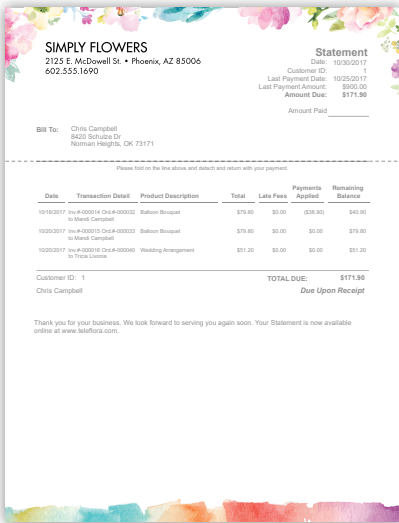 SIMPLY FLOWERS
2125 E. McDowell St. • Phoenix, AZ 85006
602.555.1690
Statement
Date: 10/30/2017
Customer ID: 1
Last Payment Date: 10/25/2017
Last Payment Amount: $900.00
Amount Due: $171.90
Amount Paid
Bill To: Chris Campbell
8420 Schulze Dr
Norman Heights, OK 73171
Please fold on the line above and detach and return with your payment.
Date Transaction Detail Product Description Total Late Fees Payments Applied Remaining Balance
10/16/2017 Inv.#-000014 Ord.#-000032 Balloon Bouquet $79.80 $0.00 ($38.90) $40.90
to Mandi Campbell
10/20/2017 Inv.#-000015 Ord.#-000033 Balloon Bouquet $79.80 $0.00 $0.00 $79.80
to Mandi Campbell
10/20/2017 Inv.#-000016 Ord.#-000040 Wedding Arrangement $51.20 $0.00 $0.00 $51.20
to Tricia Livonia
Customer ID: 1 TOTAL DUE: $171.90
Chris Campbell Due Upon Receipt
Thank you for your business. We look forward to serving you again soon. Your Statement is now available
online at www.teleflora.com.